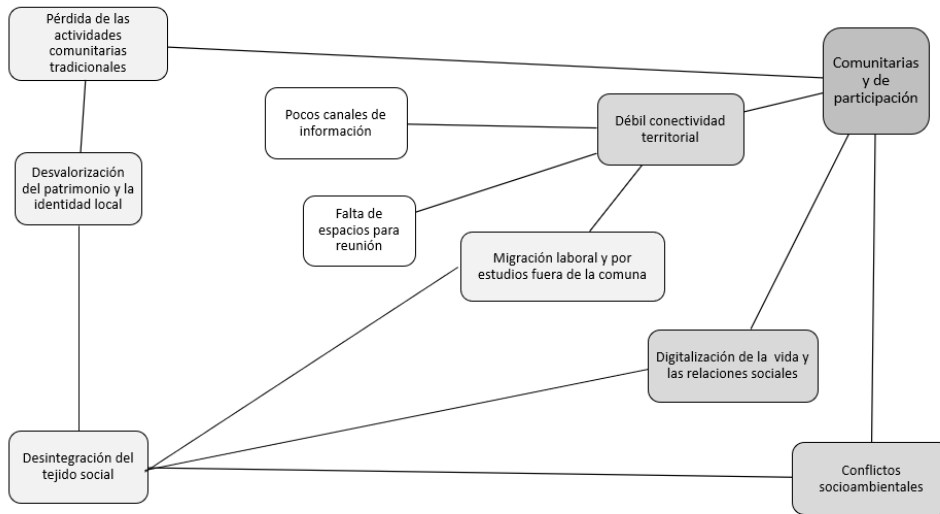 Pérdida de las
actividades
comunitarias
tradicionales
Comunitarias
y de
participación
Pocos canales de
información
Débil conectividad
territorial
Desvalorización
del patrimonio y la
identidad local
Falta de
espacios para
reunión
Migración laboral y por
estudios fuera de la comuna
Digitalización de la vida y
las relaciones sociales
Desintegración del
tejido social
Conflictos
socioambientales